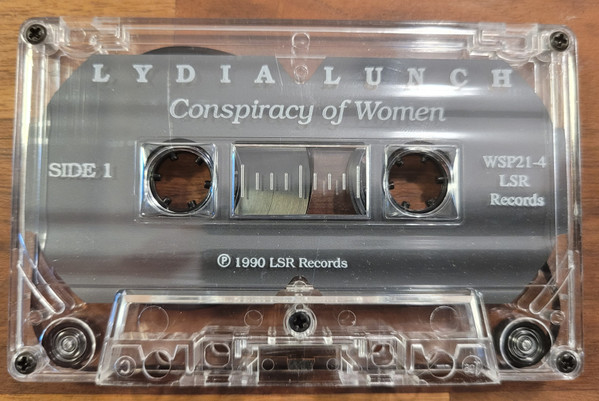 LYDIA LUNCH
Conspiracy of Women
SIDE 1
WSP21-4
LSR
Records
℗ 1990 LSR Records